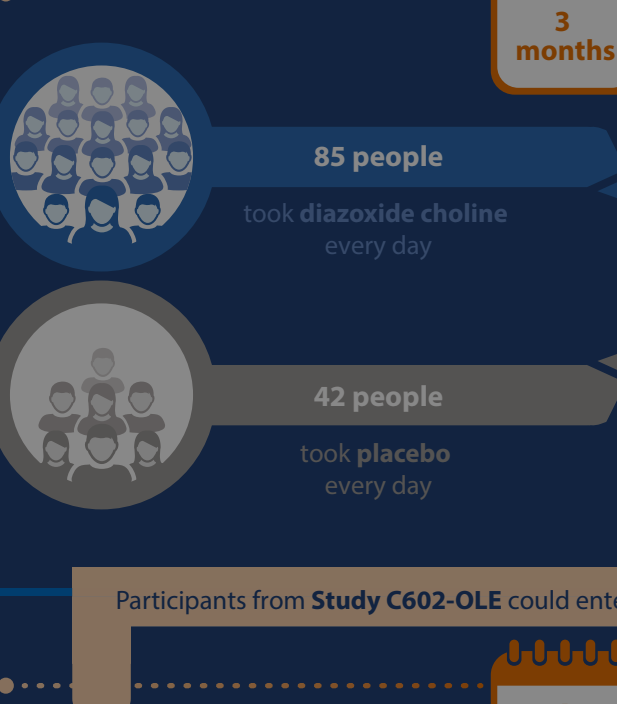 3
months
85 people
took diazoxide choline
every day
42 people
took placebo
every day
Participants from Study C602-OLE could